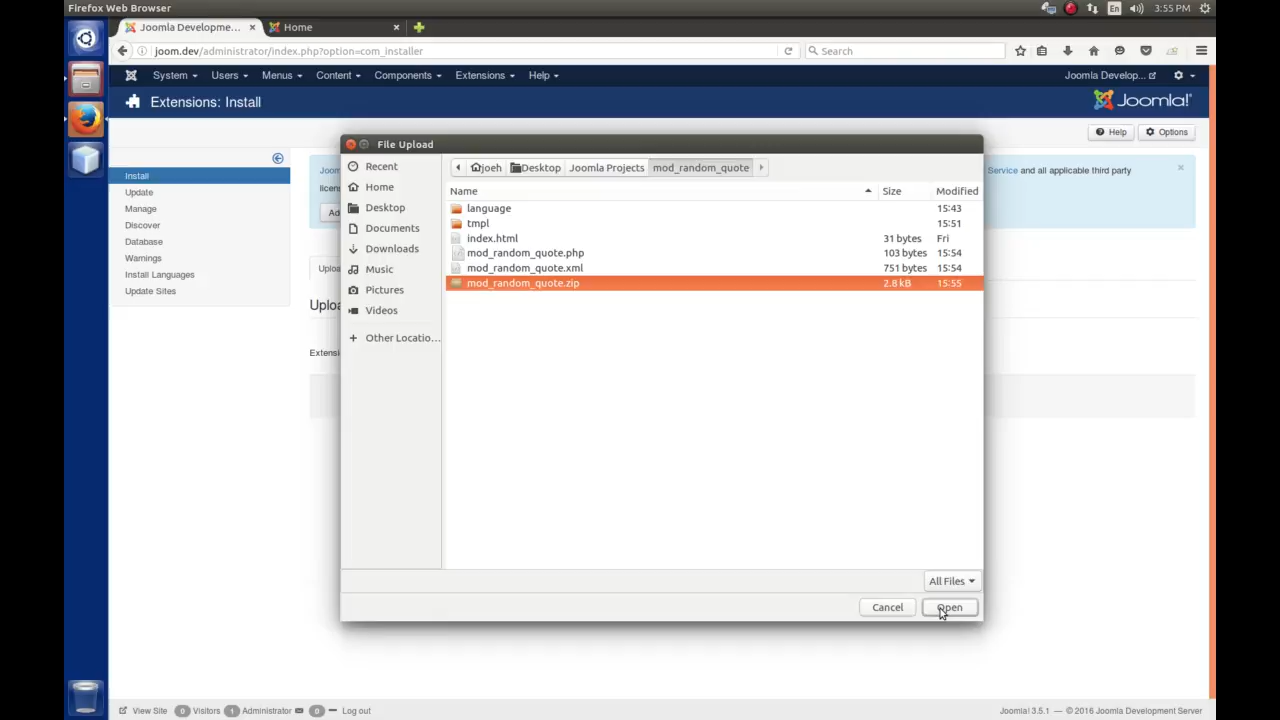 Firefox Web Browser
En
3:55 PM
Joomla Developme...
Home
joom.dev/administrator/index.php?option=com_installer
Search
System Users Menus Content Components Extensions Help
Joomla Develop...
Extensions: Install
Joomla!
Help
Options
Install
Update
Manage
Discover
Database
Warnings
Install Languages
Update Sites
Service and all applicable third party
File Upload
Recent
Home
Desktop
Documents
Downloads
Music
Pictures
Videos
Other Locatio...
joeh Desktop Joomla Projects mod_random_quote
Name Size Modified
language 15:43
tmpl 15:51
index.html 31 bytes Fri
mod_random_quote.php 103 bytes 15:54
mod_random_quote.xml 751 bytes 15:54
mod_random_quote.zip 2.8 kB 15:55
All Files
Cancel
Open
View Site 0 Visitors 1 Administrator 0 Log out
Joomla! 3.5.1 — © 2016 Joomla Development Server